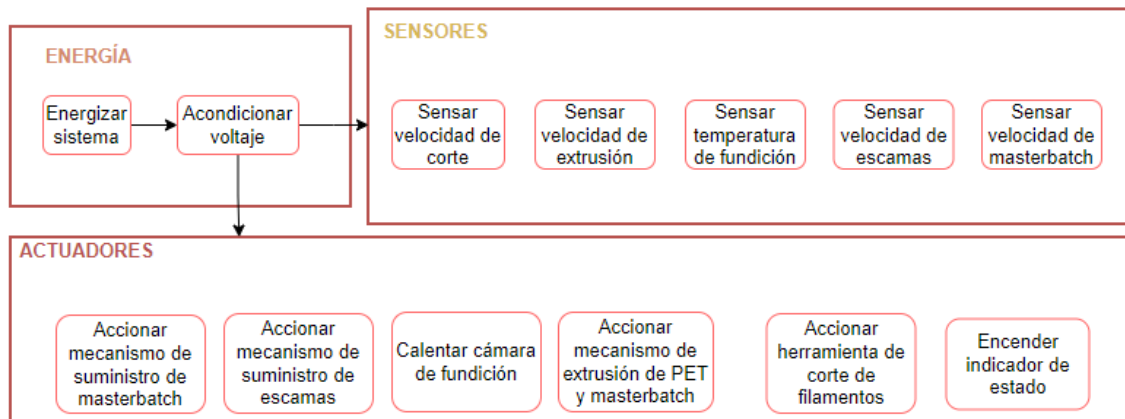 ENERGÍA
Energizar
sistema
Acondicionar
voltaje
SENSORES
Sensar
velocidad de
corte
Sensar
velocidad de
extrusión
Sensar
temperatura
de fundición
Sensar
velocidad de
escamas
Sensar
velocidad de
masterbatch
ACTUADORES
Accionar
mecanismo de
suministro de
masterbatch
Accionar
mecanismo de
suministro de
escamas
Calentar cámara
de fundición
Accionar
mecanismo de
extrusión de PET
y masterbatch
Accionar
herramienta de
corte de
filamentos
Encender
indicador de
estado